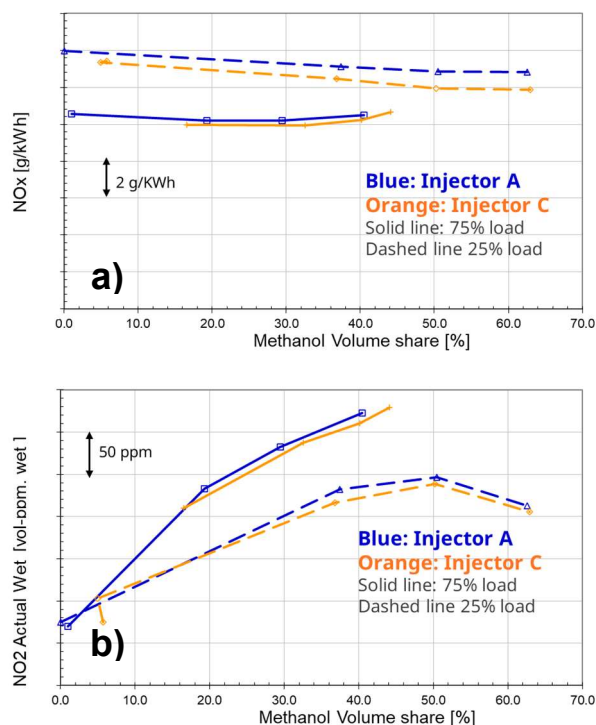 NOx [g/kWh]
2 g/KWh
Blue: Injector A
Orange: Injector C
Solid line: 75% load
Dashed line 25% load
a)
0.0 20.0 30.0 40.0 50.0 60.0 70.0
Methanol Volume share [%]
NO2 Actual Wet [vol-ppm, wet ]
50 ppm
Blue: Injector A
Orange: Injector C
Solid line: 75% load
Dashed line 25% load
b)
0.0 10.0 20.0 30.0 40.0 50.0 60.0 70.0
Methanol Volume share [%]